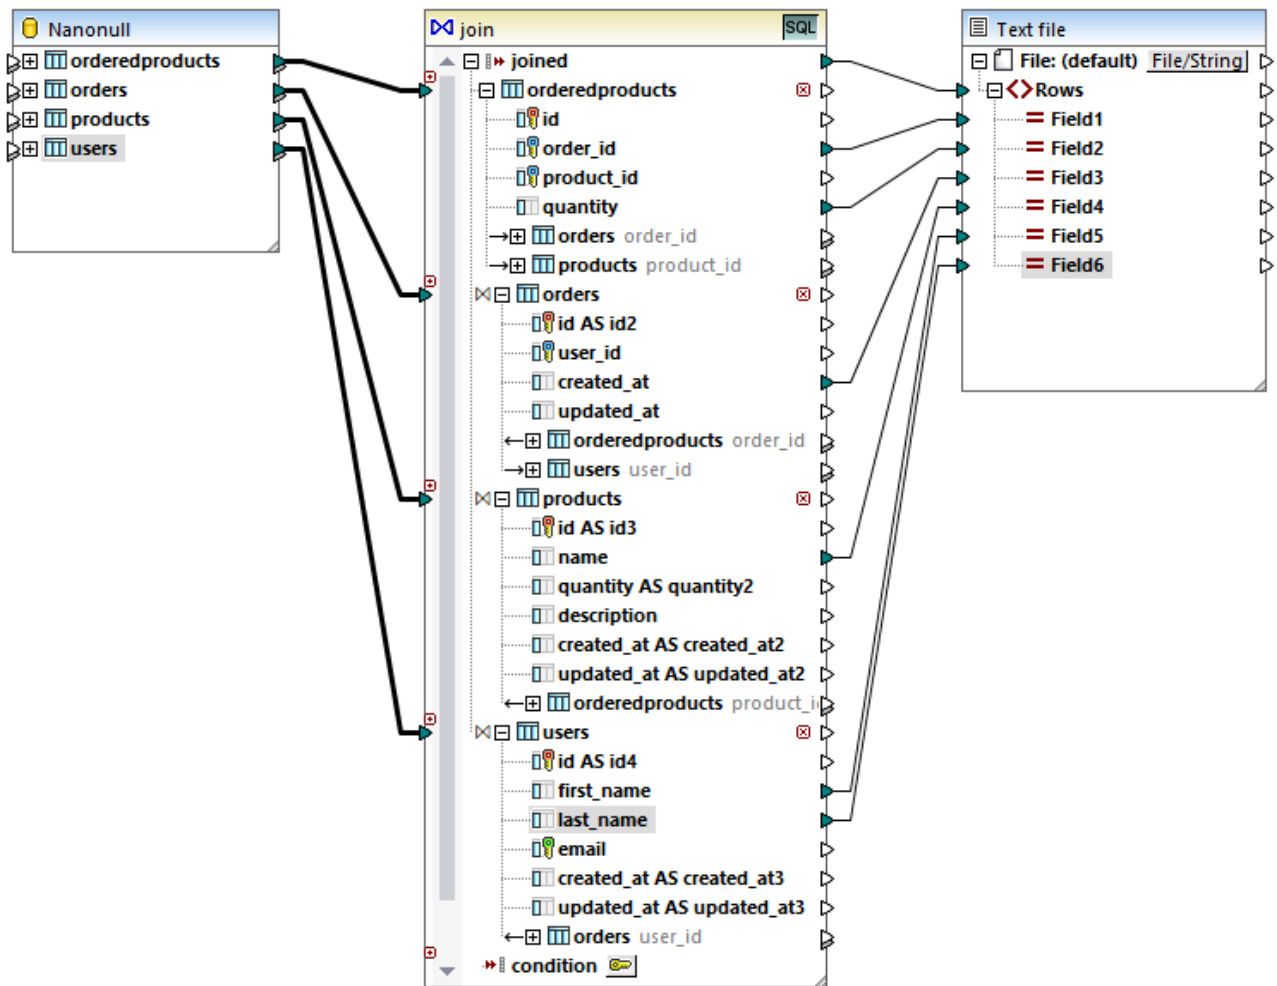 Nanonull
orderedproducts
orders
products
users
join SQL
joined
orderedproducts
id
order_id
product_id
quantity
orders order_id
products product_id
orders
id AS id2
user_id
created_at
updated_at
orderedproducts order_id
users user_id
products
id AS id3
name
quantity AS quantity2
description
created_at AS created_at2
updated_at AS updated_at2
orderedproducts product_i
users
id AS id4
first_name
last_name
email
created_at AS created_at3
updated_at AS updated_at3
orders user_id
condition
Text file
File: (default) File/String
Rows
Field1
Field2
Field3
Field4
Field5
Field6